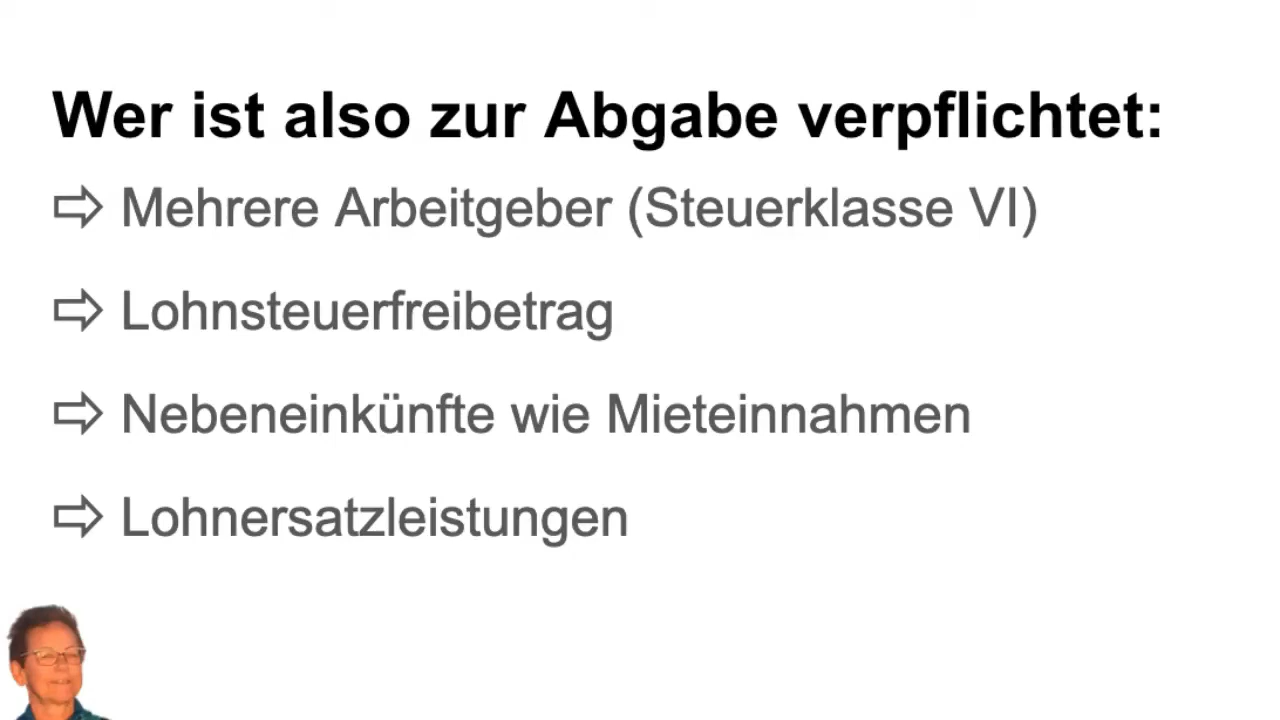 Wer ist also zur Abgabe verpflichtet:
⇨ Mehrere Arbeitgeber (Steuerklasse VI)
⇨ Lohnsteuerfreibetrag
⇨ Nebeneinkünfte wie Mieteinnahmen
⇨ Lohnersatzleistungen